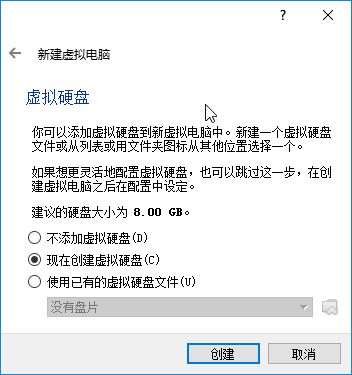 ?
新建虚拟电脑
虚拟硬盘
你可以添加虚拟硬盘到新虚拟电脑中。新建一个虚拟硬盘
文件或从列表或用文件夹图标从其他位置选择一个。
如果想更灵活地配置虚拟硬盘，也可以跳过这一步，在创
建虚拟电脑之后在配置中设定。
建议的硬盘大小为 8.00 GB。
不添加虚拟硬盘(D)
现在创建虚拟硬盘(C)
使用已有的虚拟硬盘文件(U)
没有盘片
创建
取消